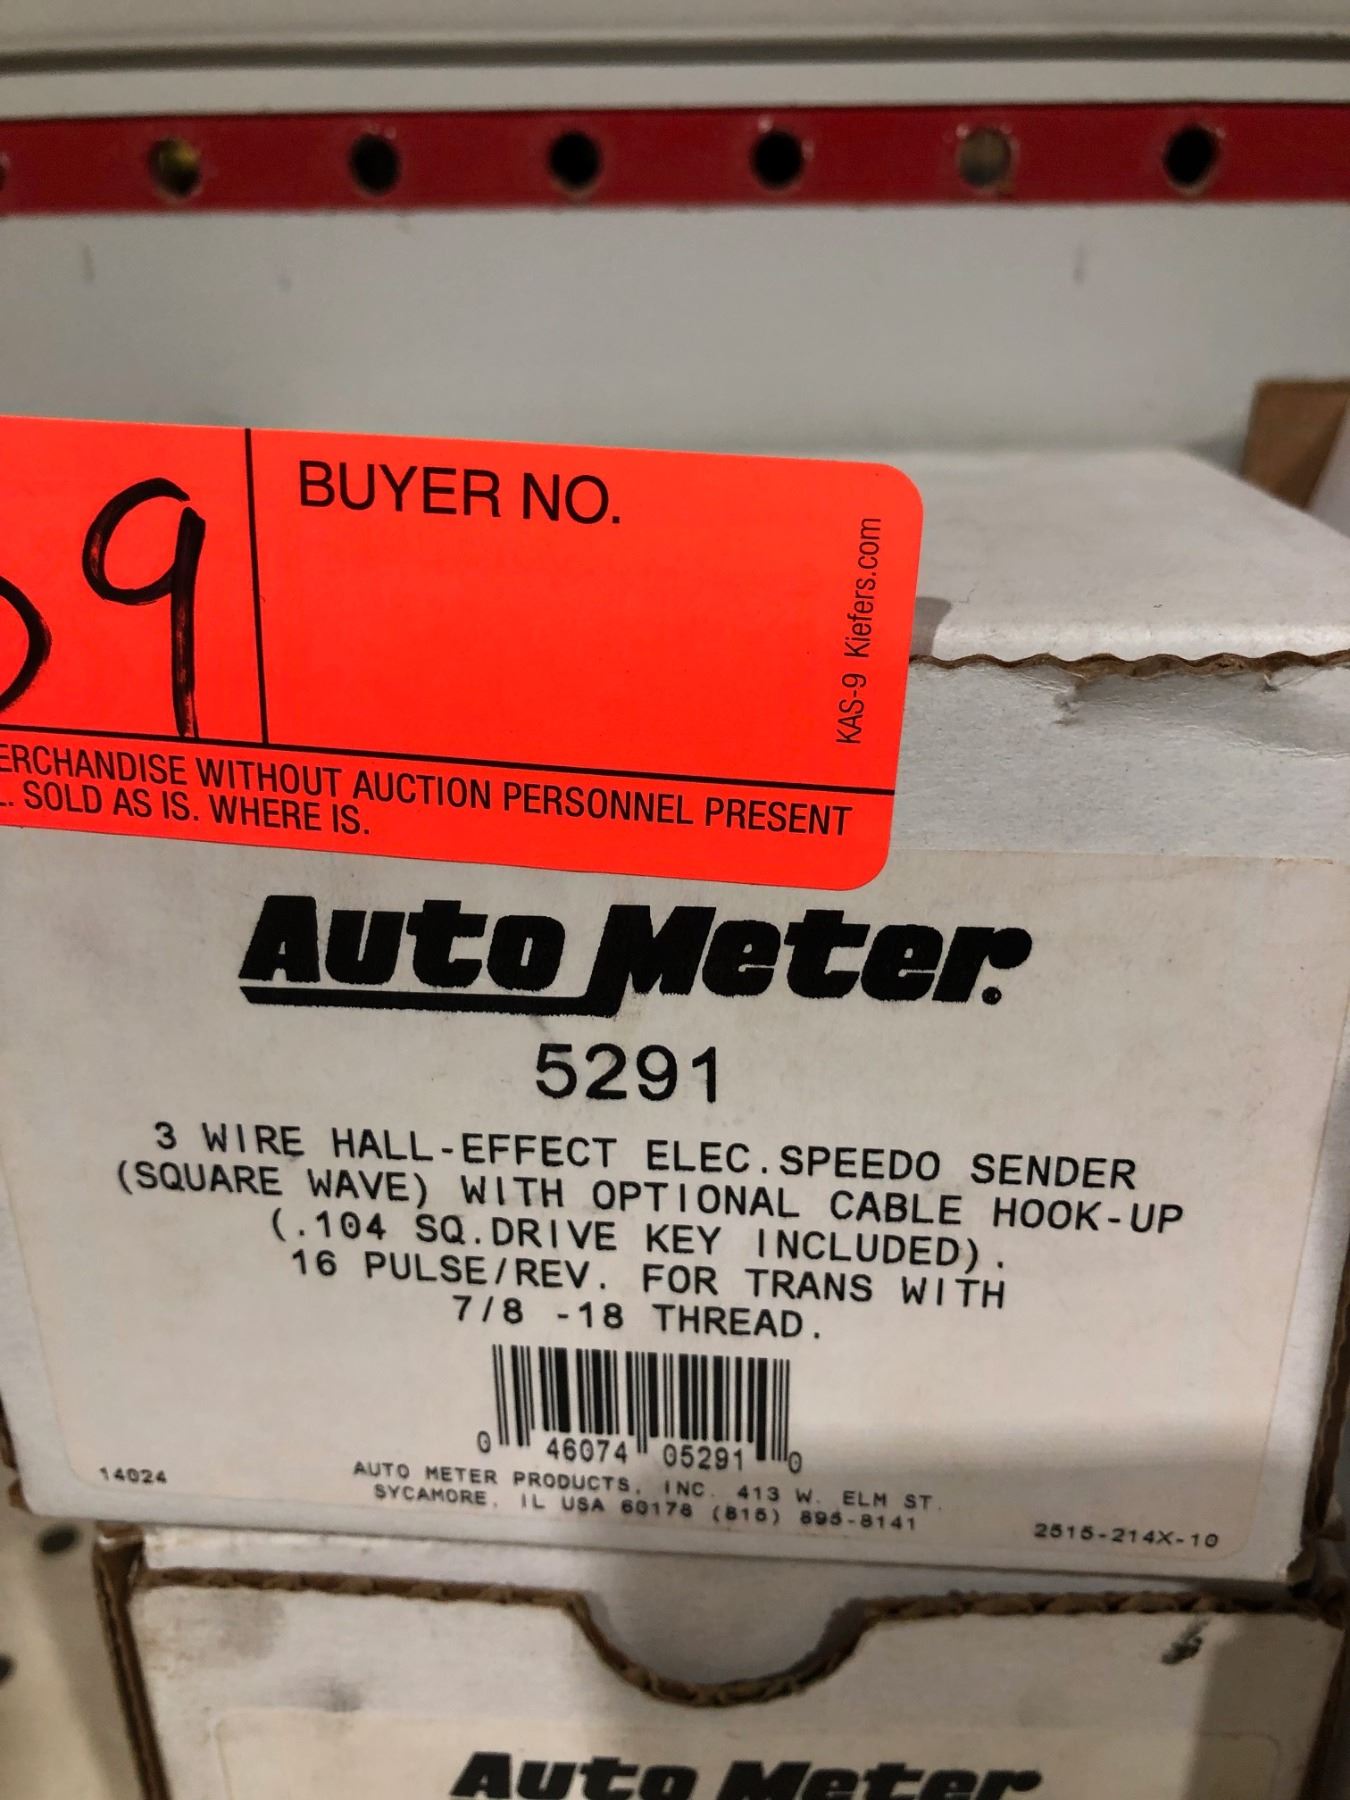 9
BUYER NO.
KAS-9 Kiefers.com
WITHOUT AUCTION PERSONNEL PRESENT
SOLD AS IS. WHERE IS.
Auto Meter®
5291
3 WIRE HALL-EFFECT ELEC.SPEEDO SENDER
(SQUARE WAVE) WITH OPTIONAL CABLE HOOK-UP
(.104 SQ.DRIVE KEY INCLUDED).
16 PULSE/REV. FOR TRANS WITH
7/8 -18 THREAD.
0 46074 05291 0
14024
AUTO METER PRODUCTS, INC. 413 W. ELM ST.
SYCAMORE, IL USA 60178 (815) 895-8141
2515-214X-10
Auto Meter